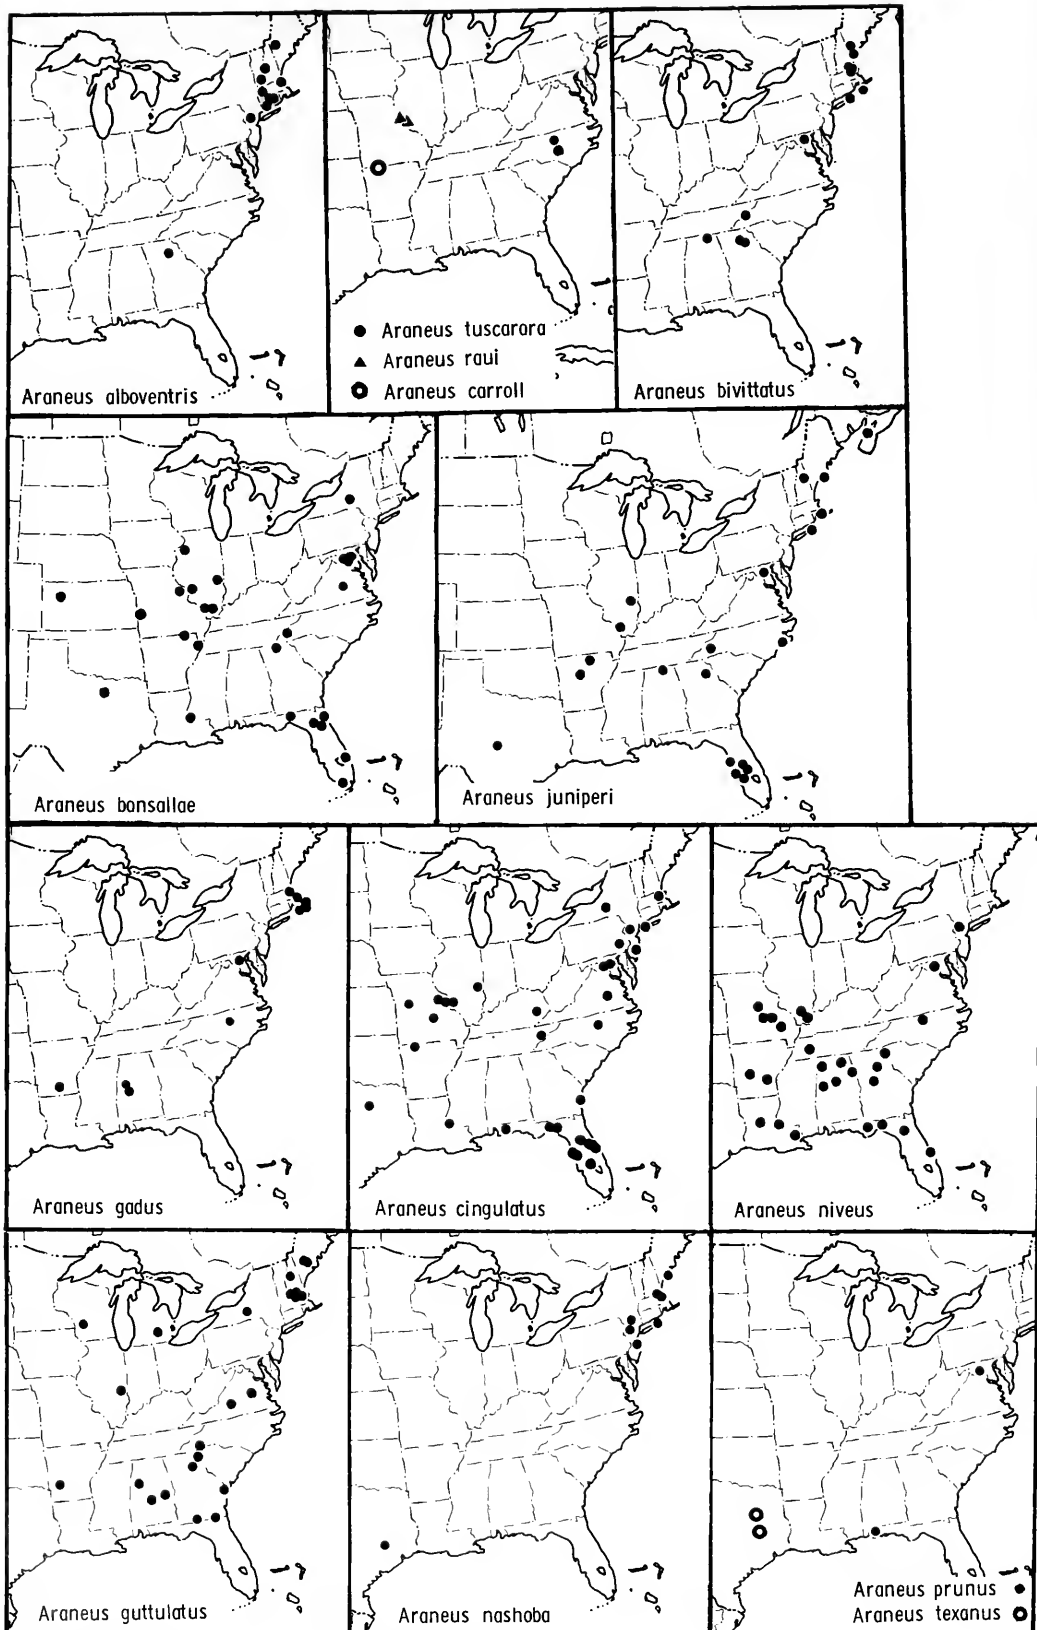 Araneus alboventris
Araneus tuscarara
Araneus raui
Araneus carroll
Araneus bivittatus
Araneus bonsallae
Araneus juniperi
Araneus gadus
Araneus cingulatus
Araneus niveus
Araneus guttulatus
Araneus nashoba
Araneus prunus
Araneus texanus